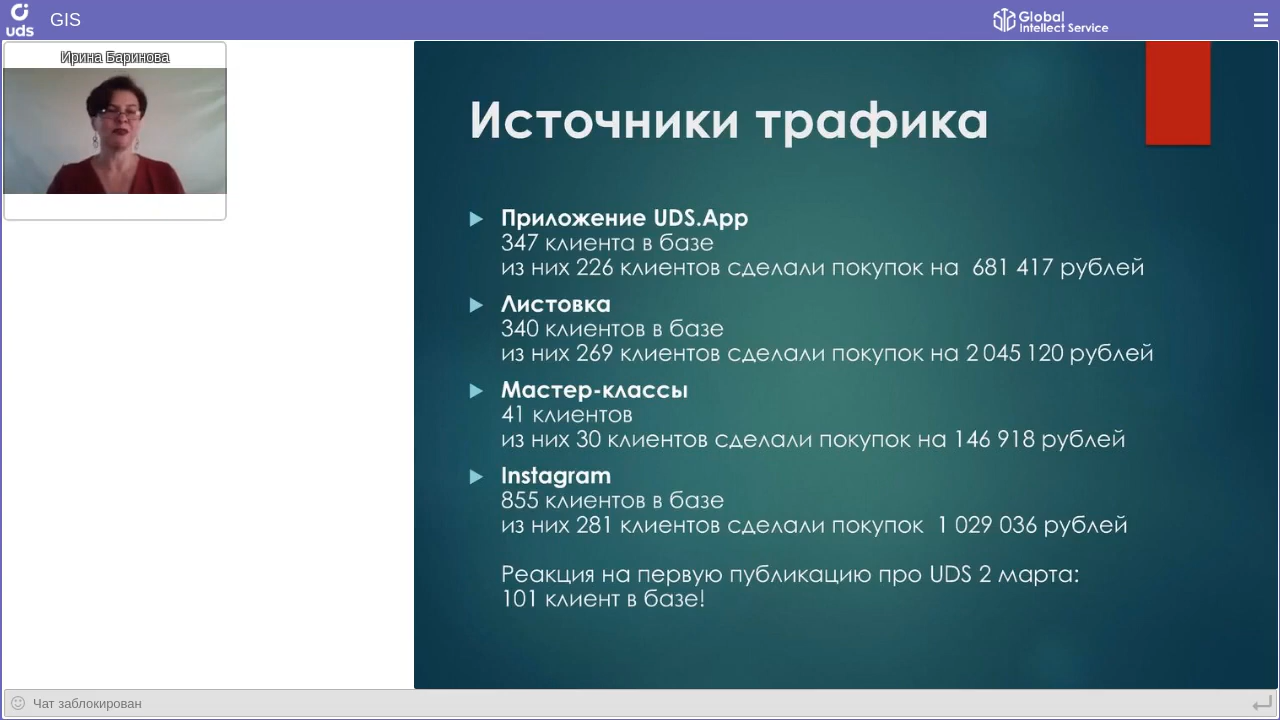 uds
GIS
Global
Intellect Service
Ирина Баринова
Источники трафика
Приложение UDS.App
347 клиента в базе
из них 226 клиентов сделали покупок на 681 417 рублей
Листовка
340 клиентов в базе
из них 269 клиентов сделали покупок на 2 045 120 рублей
Мастер-классы
41 клиентов
из них 30 клиентов сделали покупок на 146 918 рублей
Instagram
855 клиентов в базе
из них 281 клиентов сделали покупок 1 029 036 рублей
Реакция на первую публикацию про UDS 2 марта:
101 клиент в базе!
Чат заблокирован